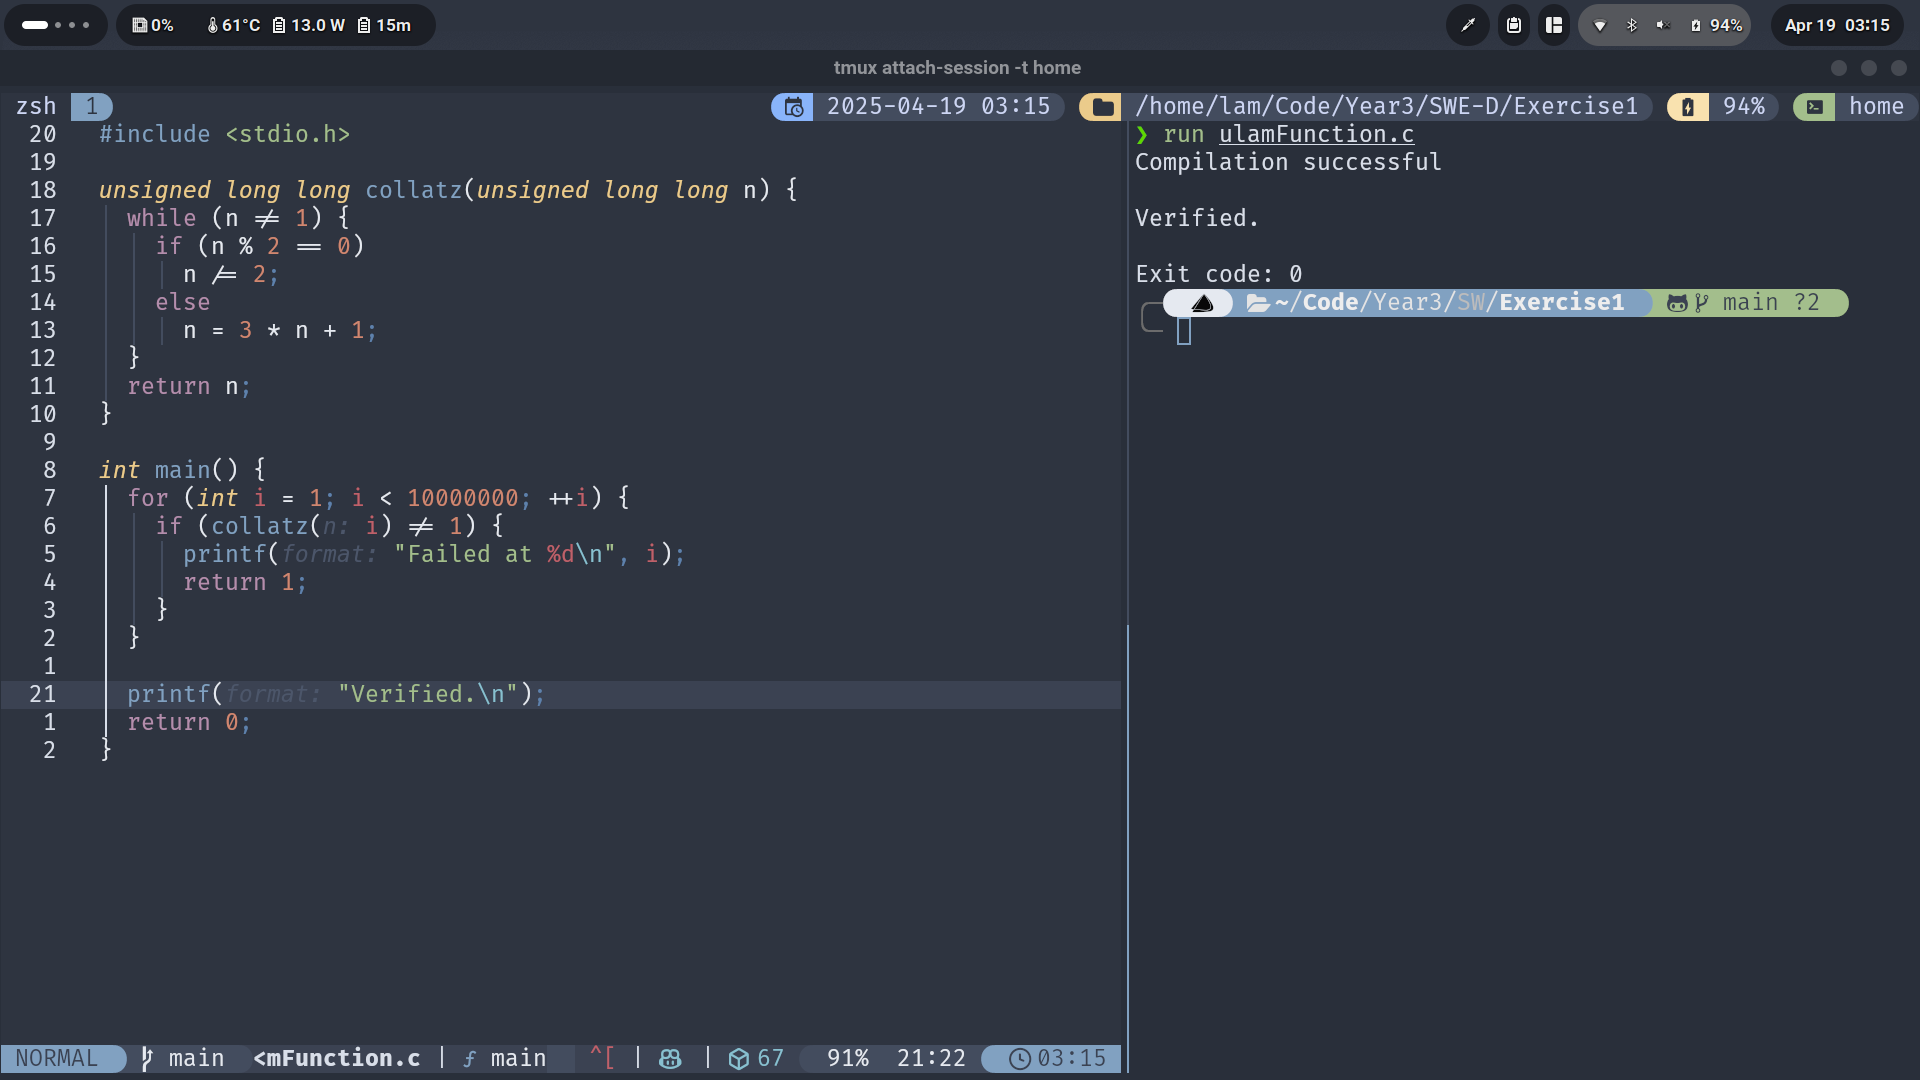 0% 61°C 13.0 W 15m 94% Apr 19 03:15
tmux attach-session -t home
zsh 1 2025-04-19 03:15 /home/lam/Code/Year3/SWE-D/Exercise1 94% home
20 #include <stdio.h>
19
18 unsigned long long collatz(unsigned long long n) {
17 while (n != 1) {
16 if (n % 2 == 0)
15 n /= 2;
14 else
13 n = 3 * n + 1;
12 }
11 return n;
10 }
9
8 int main() {
7 for (int i = 1; i < 10000000; ++i) {
6 if (collatz(n: i) != 1) {
5 printf(format: "Failed at %d\n", i);
4 return 1;
3 }
2 }
1
21 printf(format: "Verified.\n");
1 return 0;
2 }
❯ run ulamFunction.c
Compilation successful
Verified.
Exit code: 0
~/Code/Year3/SW/Exercise1 main ?2
NORMAL main <mFunction.c | ƒ main ^[ | | 67 91% 21:22 03:15